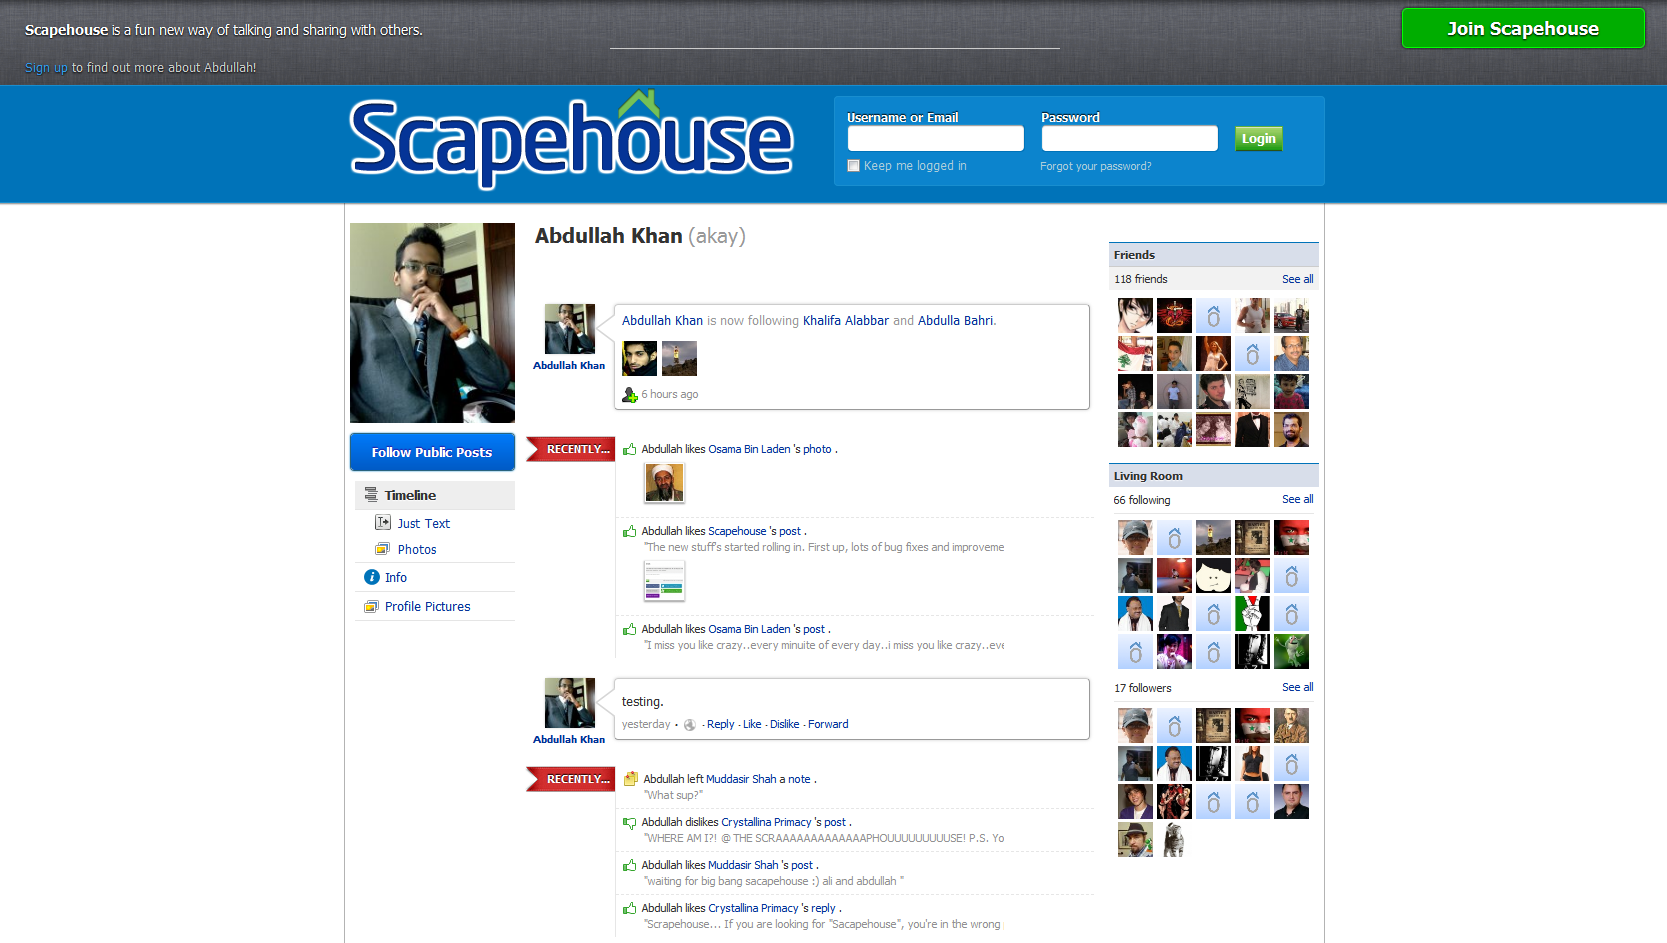 Scapehouse is a fun new way of talking and sharing with others.
Sign up to find out more about Abdullah!
Join Scapehouse
Scapehouse
Username or Email
Password
Login
Keep me logged in
Forgot your password?
Abdullah Khan (akay)
Follow Public Posts
Timeline
Just Text
Photos
Info
Profile Pictures
Abdullah Khan
Abdullah Khan is now following Khalifa Alabbar and Abdulla Bahri.
6 hours ago
RECENTLY...
Abdullah likes Osama Bin Laden 's photo .
Abdullah likes Scapehouse 's post .
"The new stuff's started rolling in. First up, lots of bug fixes and improveme
Abdullah likes Osama Bin Laden 's post .
"I miss you like crazy..every minuite of every day..i miss you like crazy..eve
Abdullah Khan
testing.
yesterday · - Reply - Like - Dislike - Forward
RECENTLY...
Abdullah left Muddasir Shah a note .
"What sup?"
Abdullah dislikes Crystallina Primacy 's post .
"WHERE AM I?! @ THE SCRAAAAAAAAAAAAAPHOUUUUUUUUUSE! P.S. Yo
Abdullah likes Muddasir Shah 's post .
"waiting for big bang sacapehouse :) ali and abdullah "
Abdullah likes Crystallina Primacy 's reply .
"Scrapehouse... If you are looking for "Sacapehouse", you're in the wrong
Friends
118 friends
See all
Living Room
66 following
See all
17 followers
See all